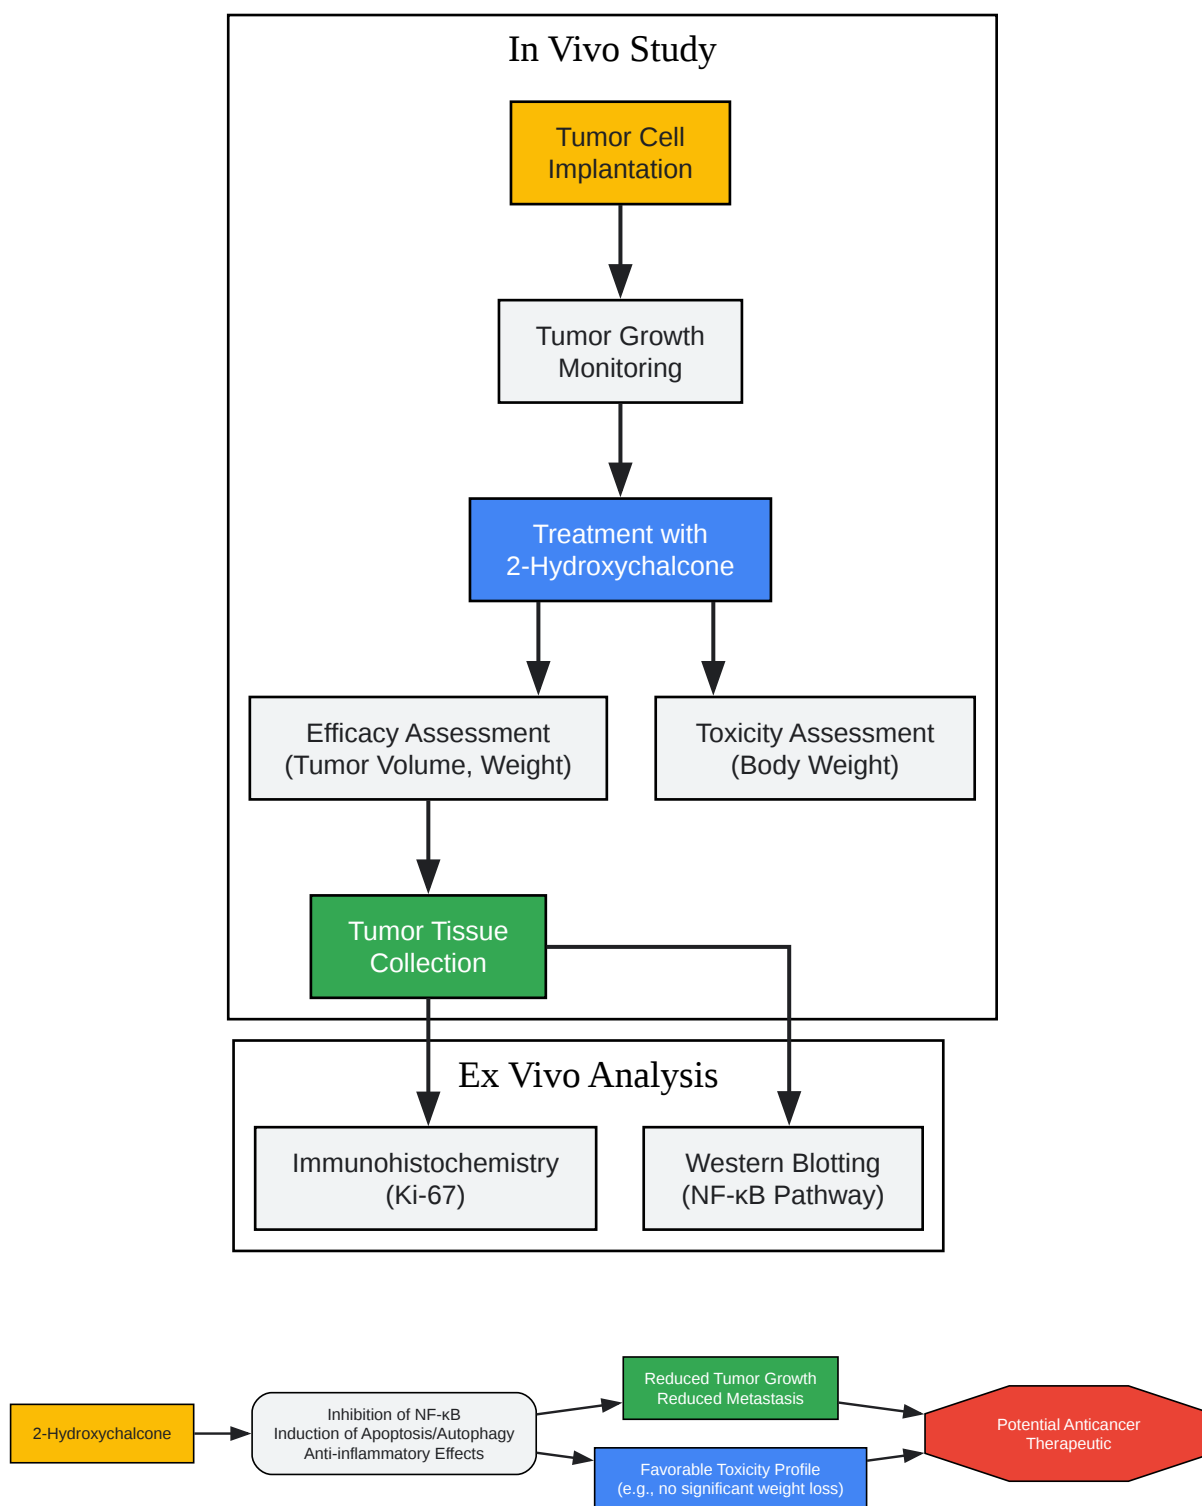 In Vivo Study
Tumor Cell
Implantation
Tumor Growth
Monitoring
Treatment with
2-Hydroxychalcone
Efficacy Assessment
(Tumor Volume, Weight)
Toxicity Assessment
(Body Weight)
Tumor Tissue
Collection
Ex Vivo Analysis
Immunohistochemistry
(Ki-67)
Western Blotting
(NF-κB Pathway)
2-Hydroxychalcone
Inhibition of NF-κB
Induction of Apoptosis/Autophagy
Anti-inflammatory Effects
Reduced Tumor Growth
Reduced Metastasis
Favorable Toxicity Profile
(e.g., no significant weight loss)
Potential Anticancer
Therapeutic